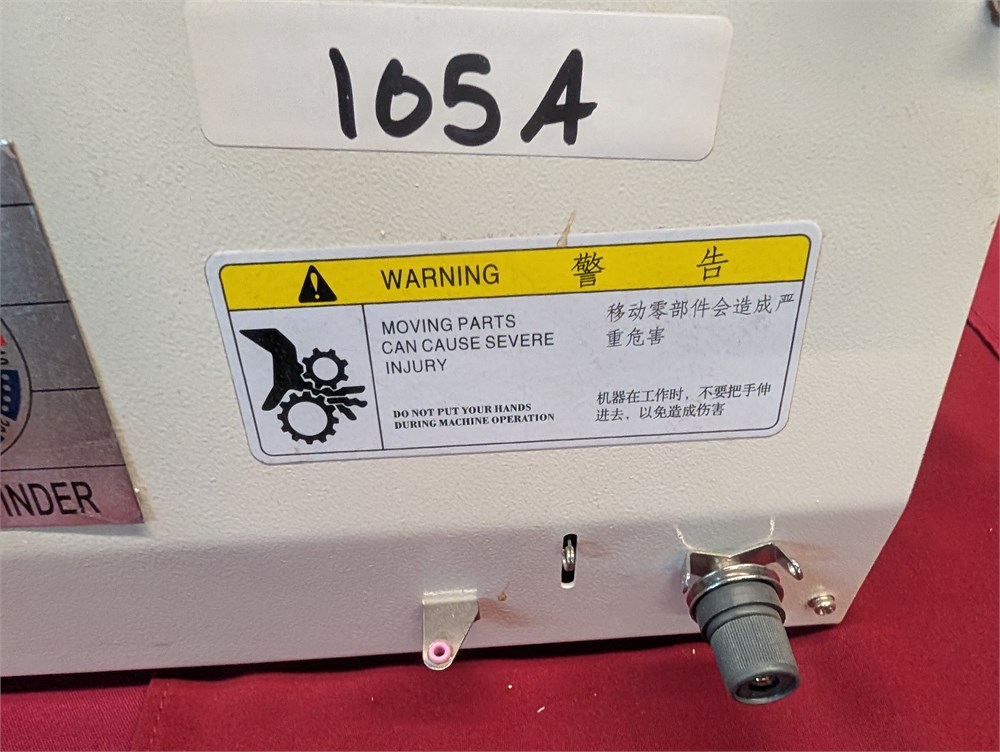 105A
WARNING 警 告
MOVING PARTS
CAN CAUSE SEVERE
INJURY
DO NOT PUT YOUR HANDS
DURING MACHINE OPERATION
移动零部件会造成严
重危害
机器在工作时，不要把手伸
进去、以免造成伤害
INDER